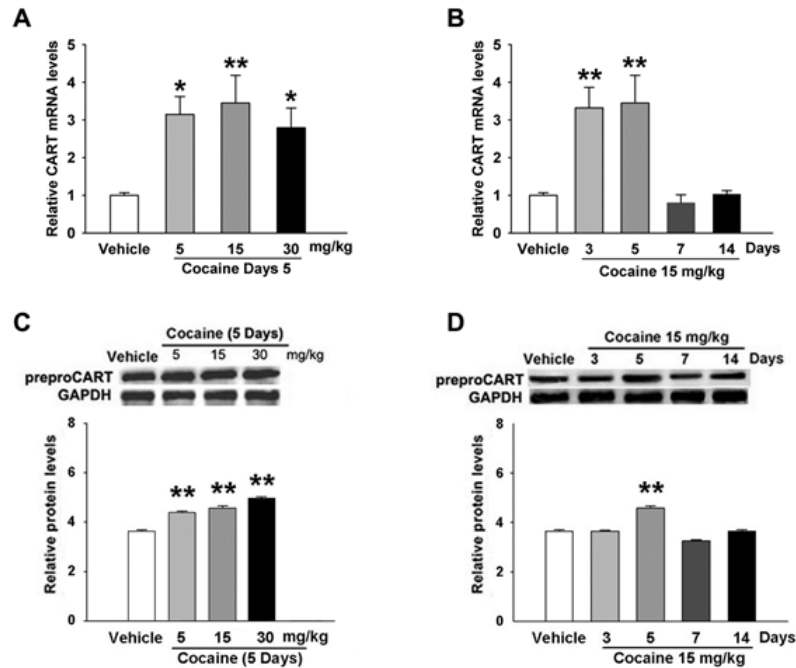 A
Relative CART mRNA levels
5
4
3
2
1
0
*
**
*
Vehicle 5 15 30 mg/kg
Cocaine Days 5
B
Relative CART mRNA levels
5
4
3
2
1
0
**
**
Vehicle 3 5 7 14 Days
Cocaine 15 mg/kg
C
Cocaine (5 Days)
Vehicle 5 15 30 mg/kg
preproCART
GAPDH
Relative protein levels
8
6
4
2
0
**
**
**
Vehicle 5 15 30 mg/kg
Cocaine (5 Days)
D
Cocaine 15 mg/kg
Vehicle 3 5 7 14 Days
preproCART
GAPDH
Relative protein levels
8
6
4
2
0
**
Vehicle 3 5 7 14 Days
Cocaine 15 mg/kg